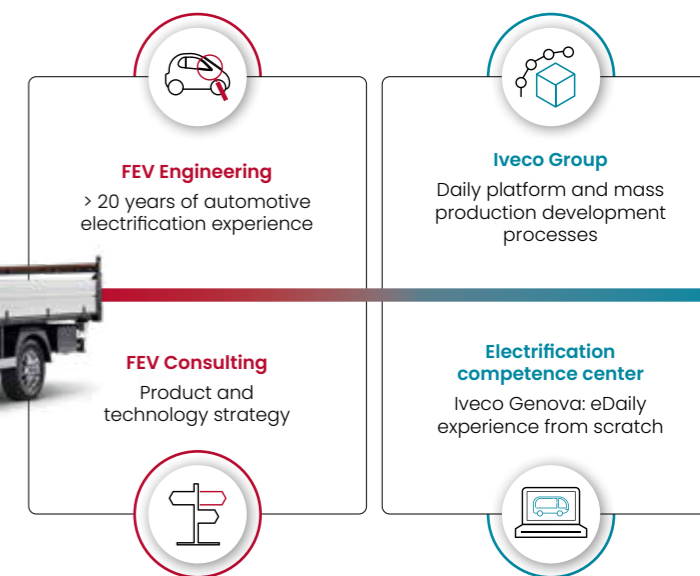 FEV Engineering
> 20 years of automotive
electrification experience
Iveco Group
Daily platform and mass
production development
processes
FEV Consulting
Product and
technology strategy
Electrification
competence center
Iveco Genova: eDaily
experience from scratch